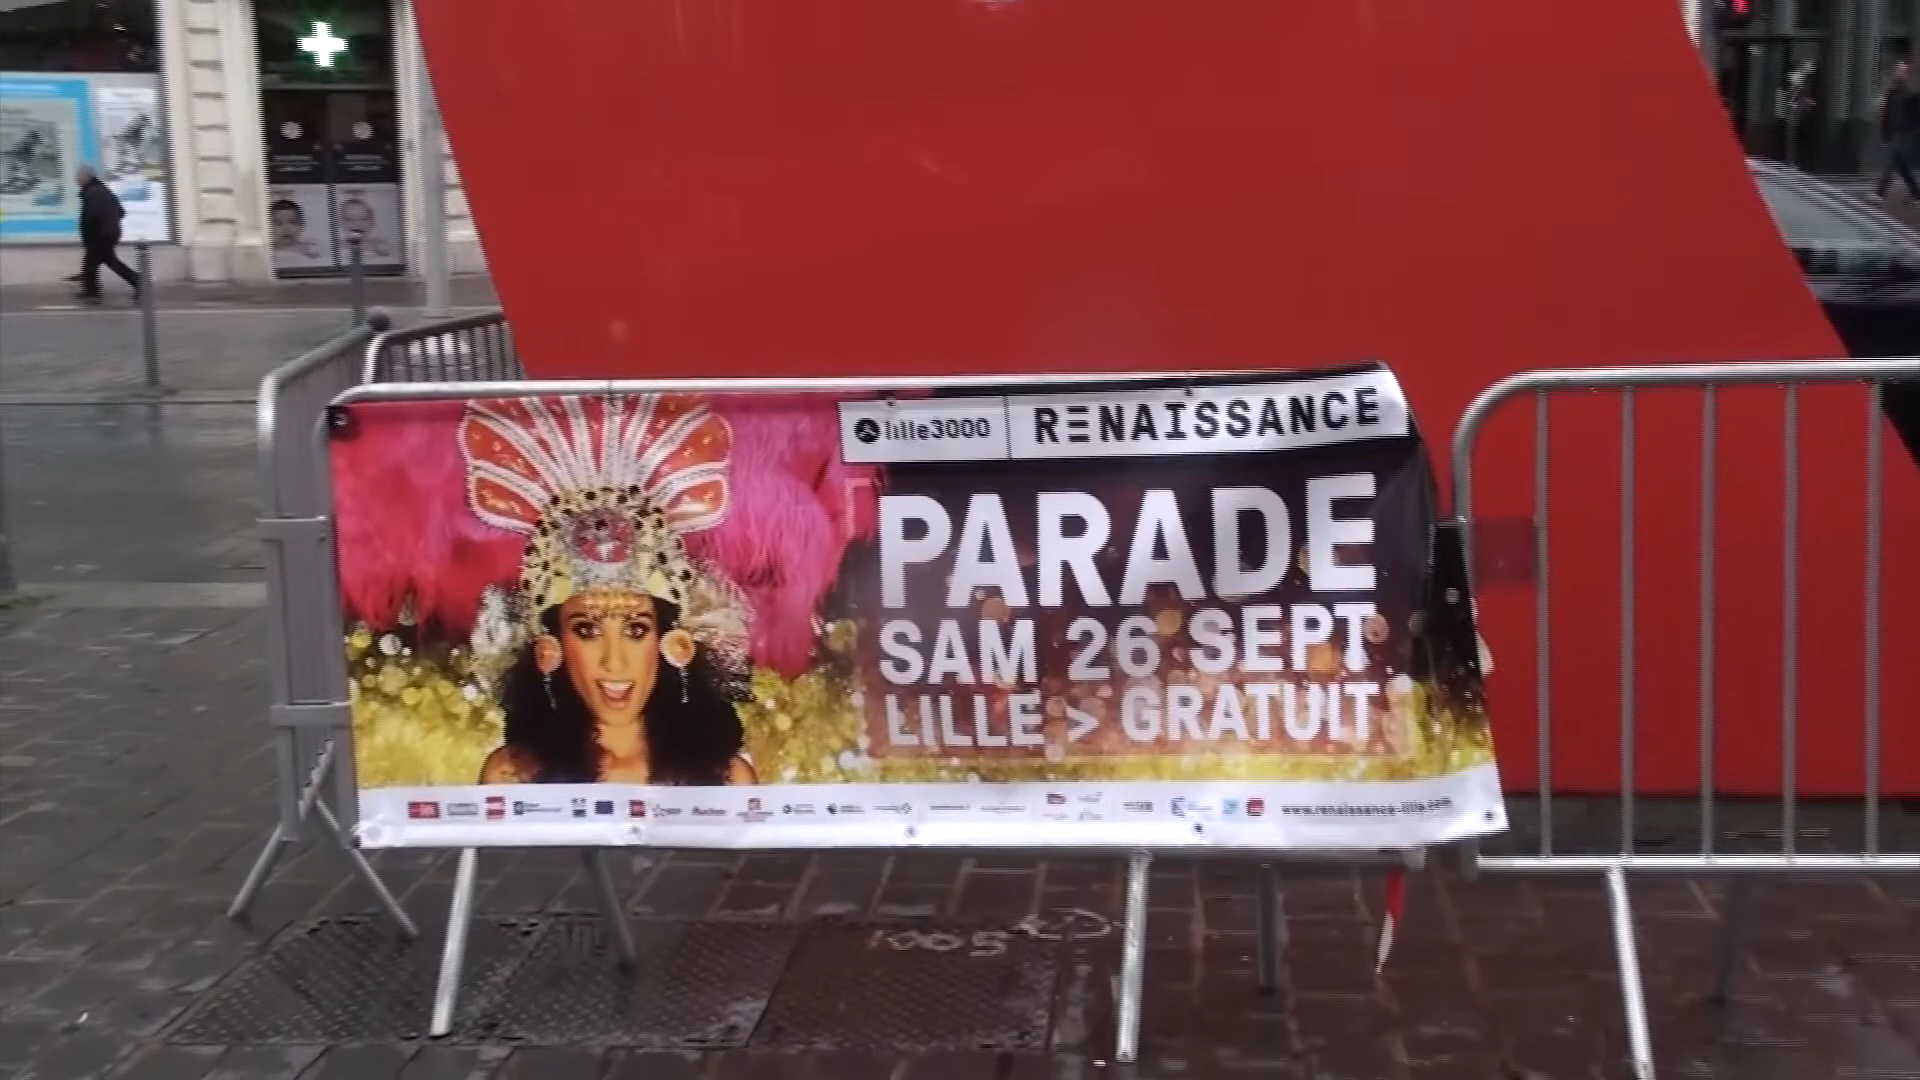 lille3000
RENAISSANCE
PARADE
SAM 26 SEPT
LILLE > GRATUIT
www.renaissance-lille.com